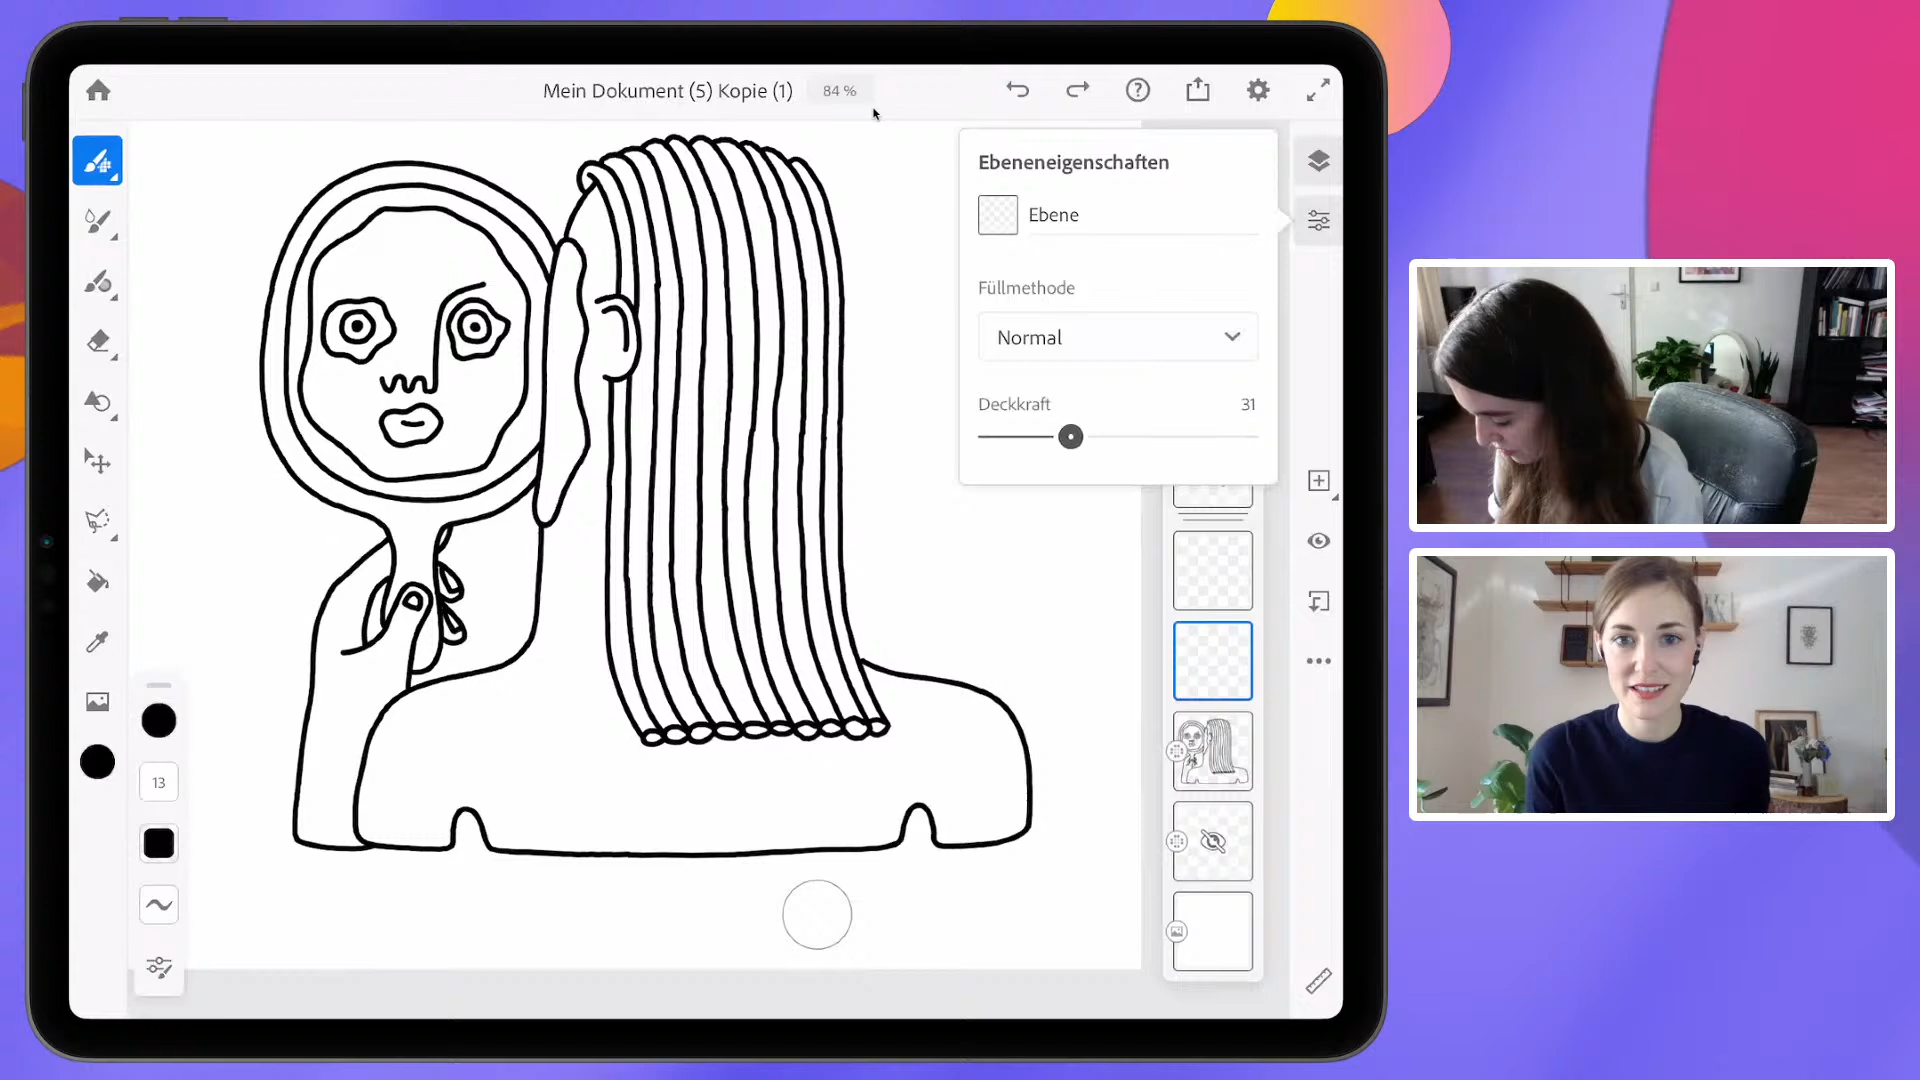 Mein Dokument (5) Kopie (1) 84 %
Ebeneneigenschaften
Ebene
Füllmethode
Normal
Deckkraft 31
13